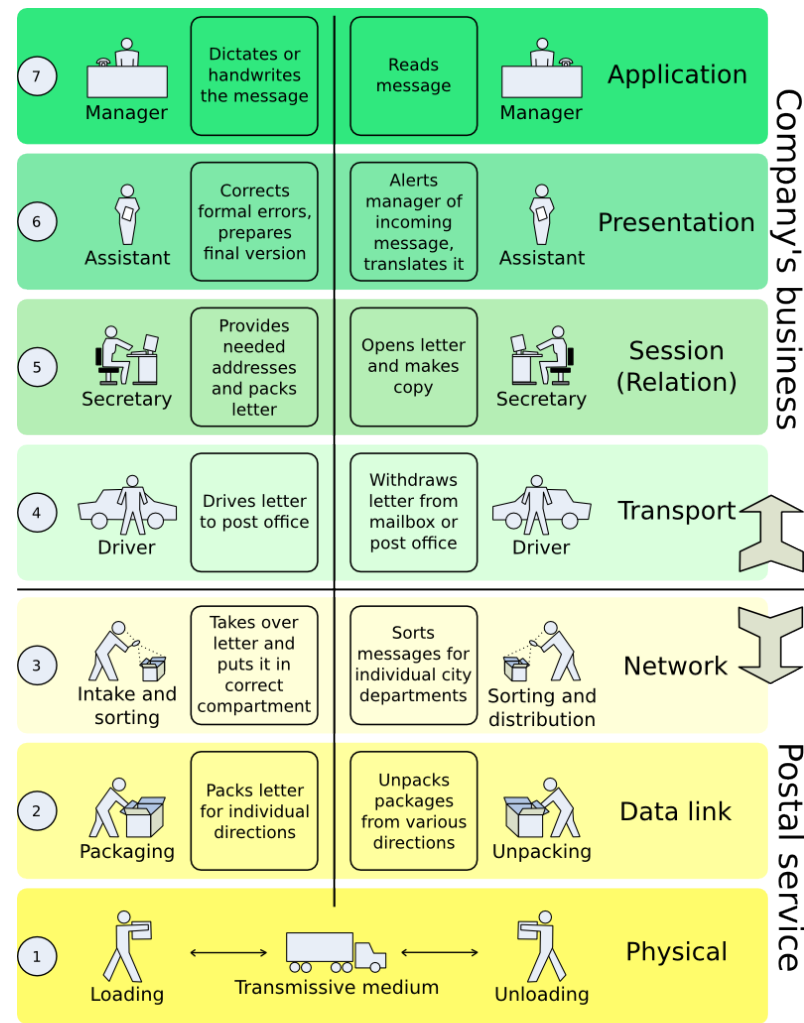 7
Manager
Dictates or
handwrites
the message
Reads
message
Manager
Application
6
Assistant
Corrects
formal errors,
prepares
final version
Alerts
manager of
incoming
message,
translates it
Assistant
Presentation
5
Secretary
Provides
needed
addresses
and packs
letter
Opens letter
and makes
copy
Secretary
Session
(Relation)
4
Driver
Drives letter
to post office
Withdraws
letter from
mailbox or
post office
Driver
Transport
Company's business
3
Intake and
sorting
Takes over
letter and
puts it in
correct
compartment
Sorts
messages for
individual city
departments
Sorting and
distribution
Network
2
Packaging
Packs letter
for individual
directions
Unpacks
packages
from various
directions
Unpacking
Data link
1
Loading
Transmissive medium
Unloading
Physical
Postal service